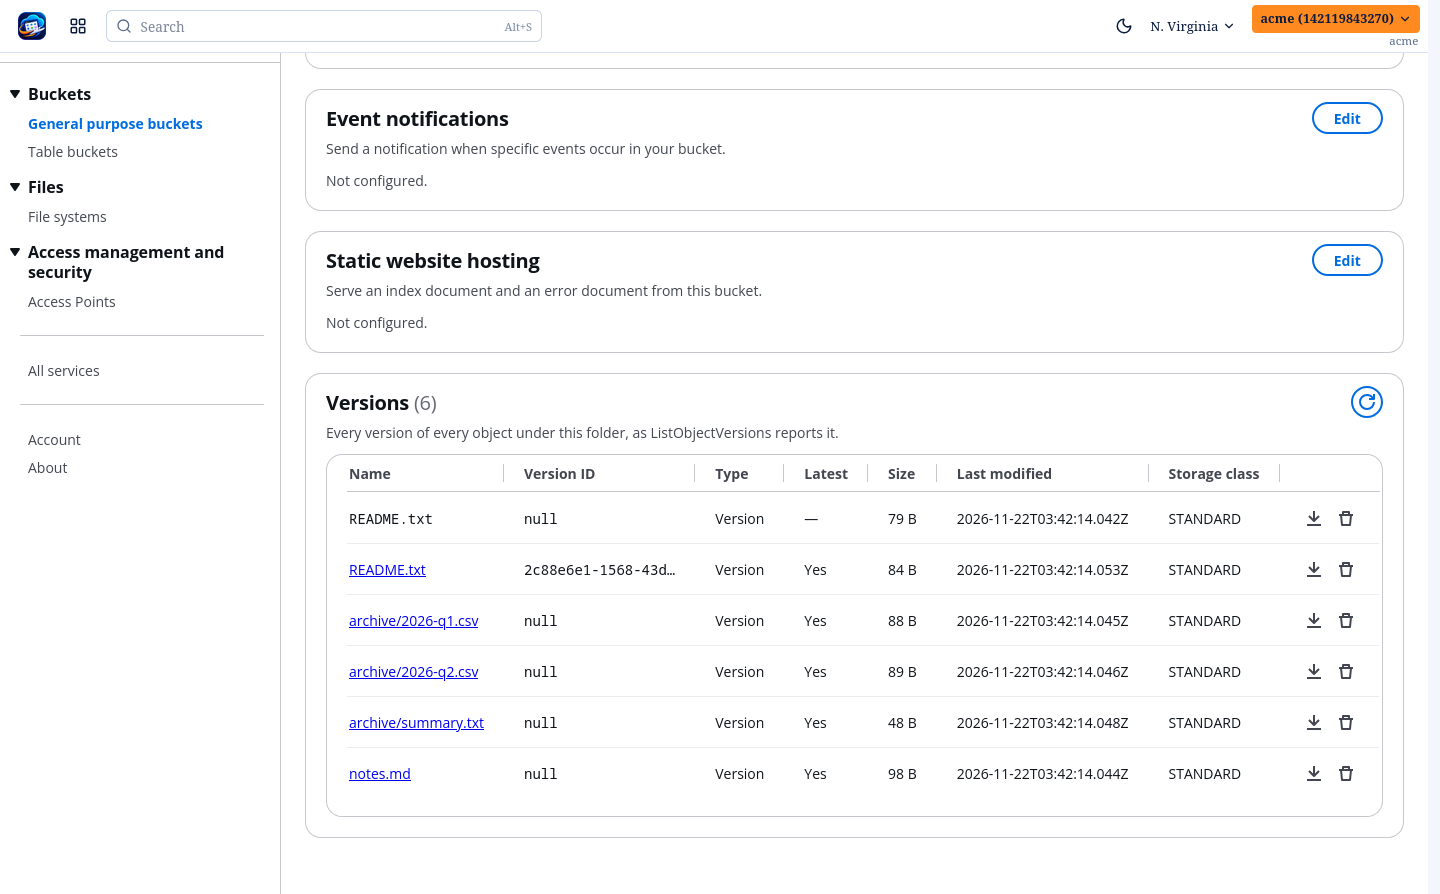 Search
Alt+S
N. Virginia
acme (142119843270)
acme
Buckets
General purpose buckets
Table buckets
Files
File systems
Access management and
security
Access Points
All services
Account
About
Event notifications
Edit
Send a notification when specific events occur in your bucket.
Not configured.
Static website hosting
Edit
Serve an index document and an error document from this bucket.
Not configured.
Versions (6)
Every version of every object under this folder, as ListObjectVersions reports it.
Name Version ID Type Latest Size Last modified Storage class
README.txt null Version — 79 B 2026-11-22T03:42:14.042Z STANDARD
README.txt 2c88e6e1-1568-43d… Version Yes 84 B 2026-11-22T03:42:14.053Z STANDARD
archive/2026-q1.csv null Version Yes 88 B 2026-11-22T03:42:14.045Z STANDARD
archive/2026-q2.csv null Version Yes 89 B 2026-11-22T03:42:14.046Z STANDARD
archive/summary.txt null Version Yes 48 B 2026-11-22T03:42:14.048Z STANDARD
notes.md null Version Yes 98 B 2026-11-22T03:42:14.044Z STANDARD